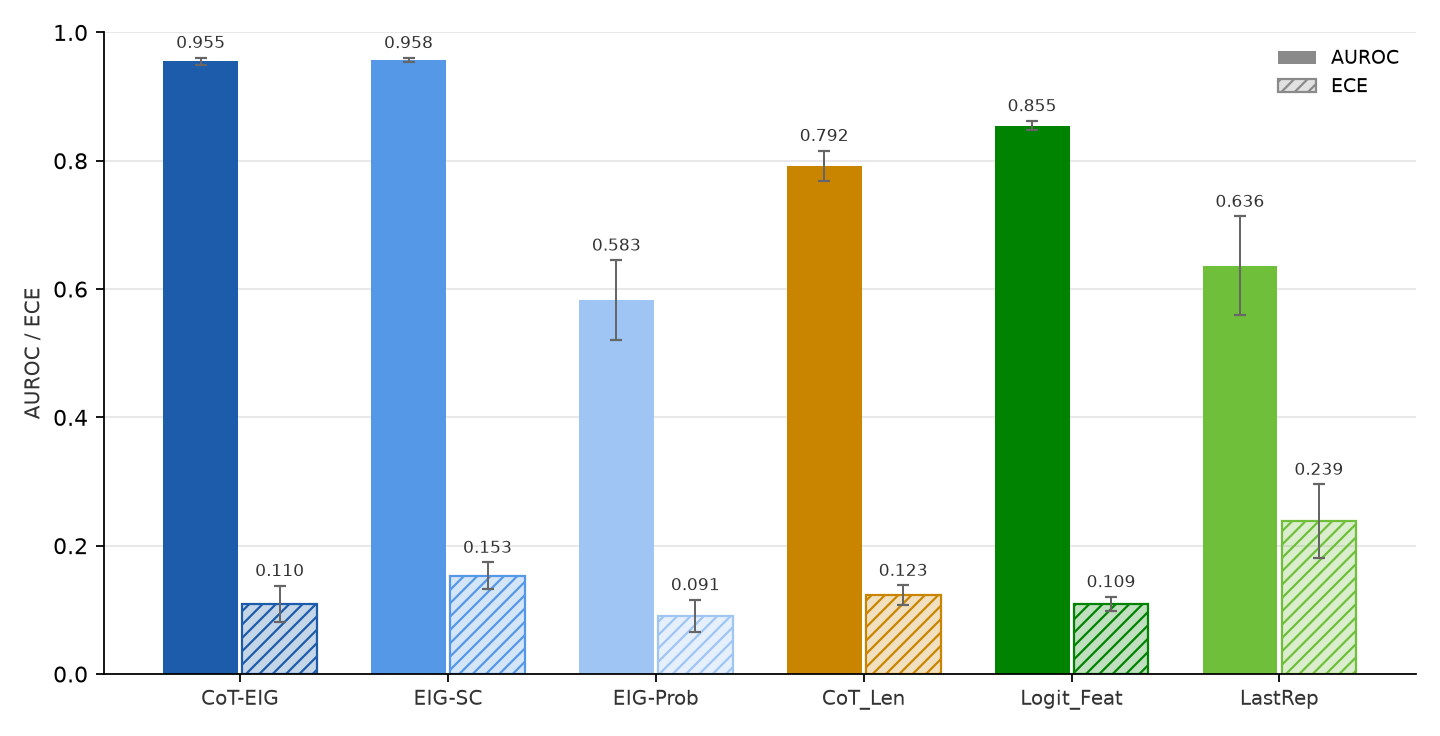 1.0
0.8
0.6
0.4
0.2
0.0
AUROC / ECE
0.955
0.958
0.583
0.792
0.855
0.636
0.110
0.153
0.091
0.123
0.109
0.239
AUROC
ECE
CoT-EIG
EIG-SC
EIG-Prob
CoT_Len
Logit_Feat
LastRep